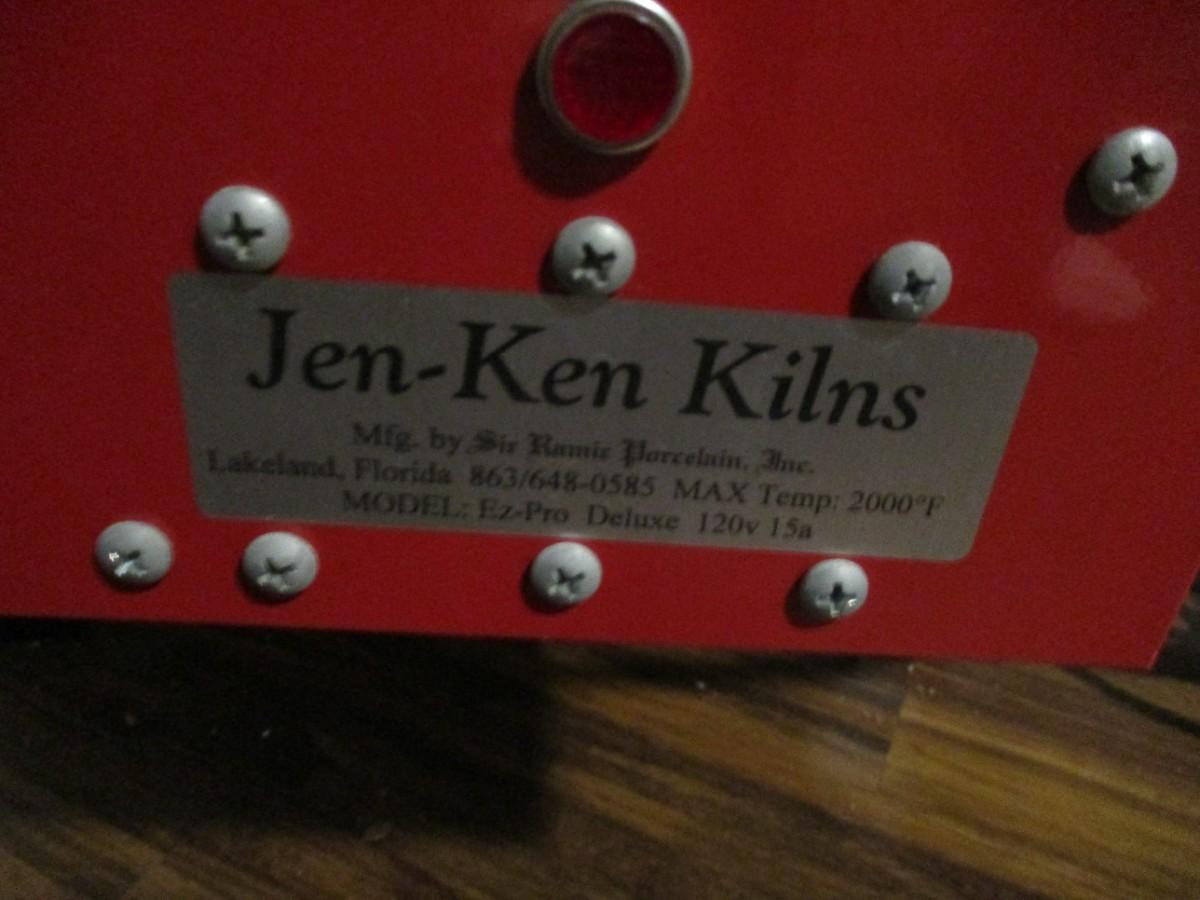 Jen-Ken Kilns
Mfg. by Sir Ramic Porcelain, Inc.
Lakeland, Florida 863/648-0585 MAX Temp: 2000°F
MODEL: Ez-Pro Deluxe 120v 15a